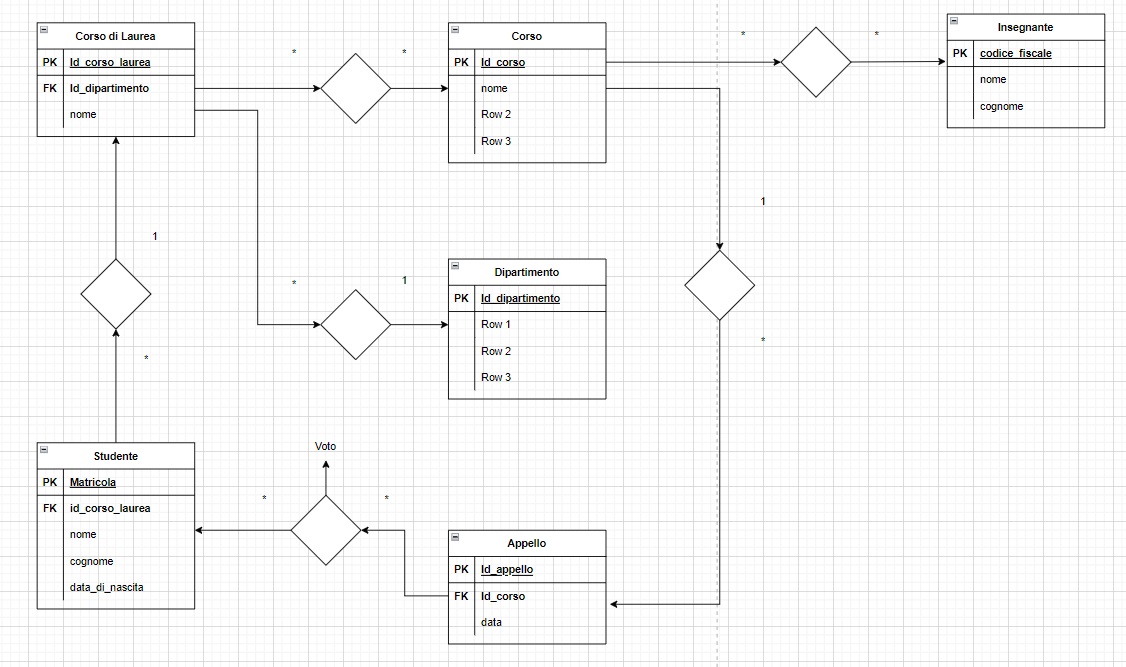 Corso di Laurea
PK Id_corso_laurea
FK Id_dipartimento
nome
*
*
Corso
PK Id_corso
nome
Row 2
Row 3
*
*
Insegnante
PK codice_fiscale
nome
cognome
1
1
*
1
Dipartimento
PK Id_dipartimento
Row 1
Row 2
Row 3
*
*
Studente
PK Matricola
FK id_corso_laurea
nome
cognome
data_di_nascita
Voto
*
*
Appello
PK Id_appello
FK Id_corso
data